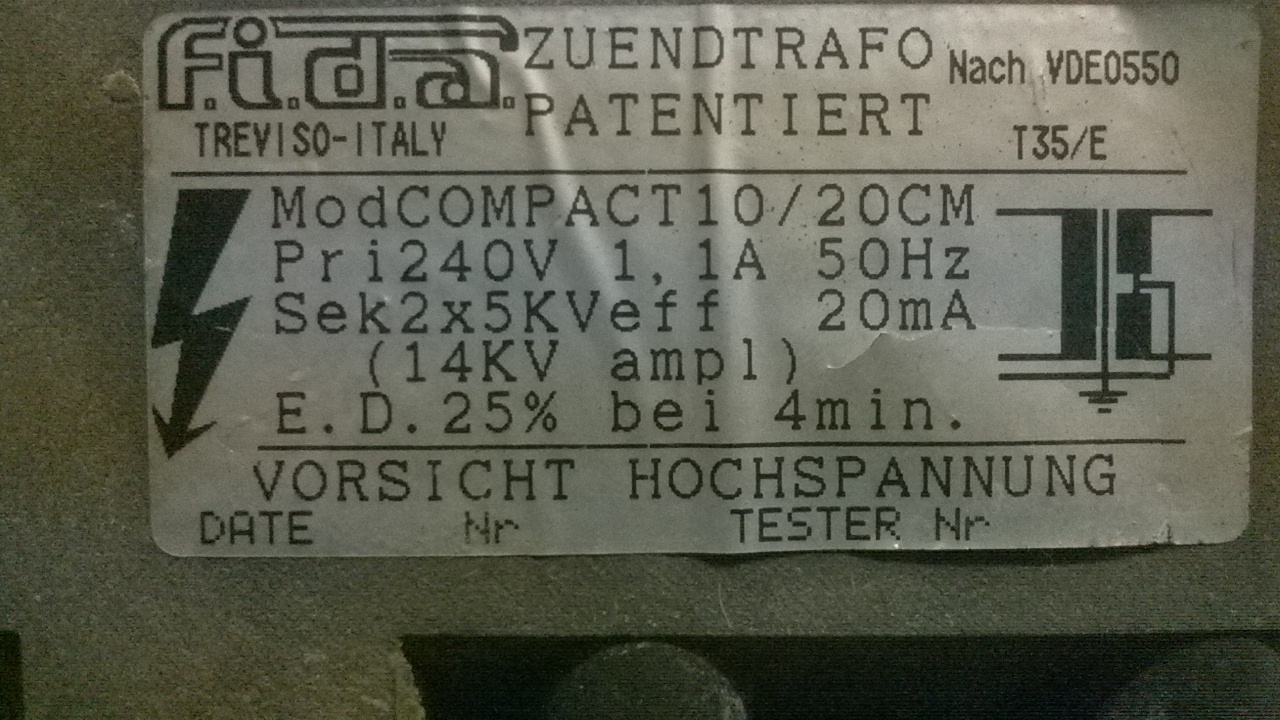 f.i.d.a. ZUENDTRAFO Nach VDE0550
TREVISO-ITALY PATENTIERT T35/E
ModCOMPACT10/20CM
Pri240V 1,1A 50Hz
Sek2x5KVeff 20mA
(14KV ampl)
E.D.25% bei 4min.
VORSICHT HOCHSPANNUNG
DATE Nr TESTER Nr